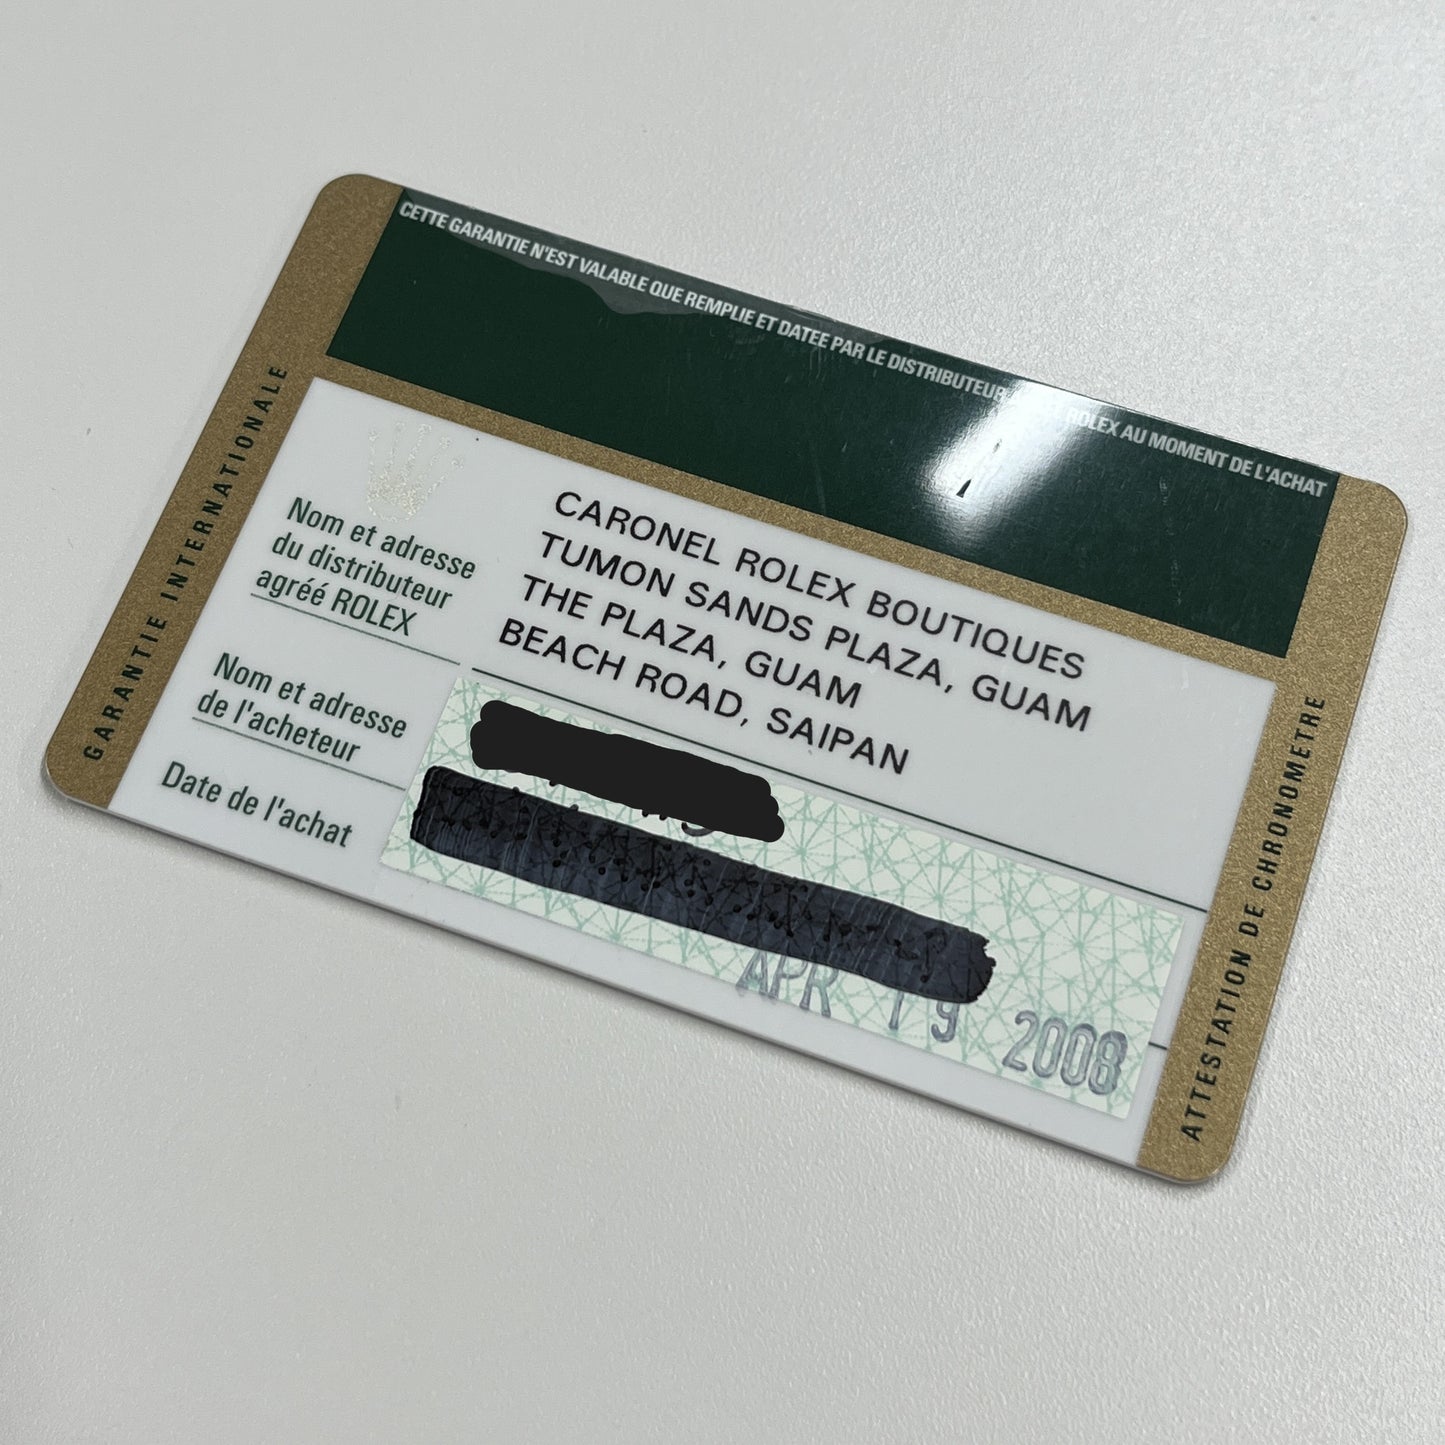 CETTE GARANTIE N'EST VALABLE QUE REMPLIE ET DATEE PAR LE DISTRIBUTEUR ROLEX AU MOMENT DE L'ACHAT
GARANTIE INTERNATIONALE
Nom et adresse
du distributeur
agréé ROLEX
CARONEL ROLEX BOUTIQUES
TUMON SANDS PLAZA, GUAM
THE PLAZA, GUAM
BEACH ROAD, SAIPAN
Nom et adresse
de l'acheteur
Date de l'achat
APR 19 2008
ATTESTATION DE CHRONOMETRE